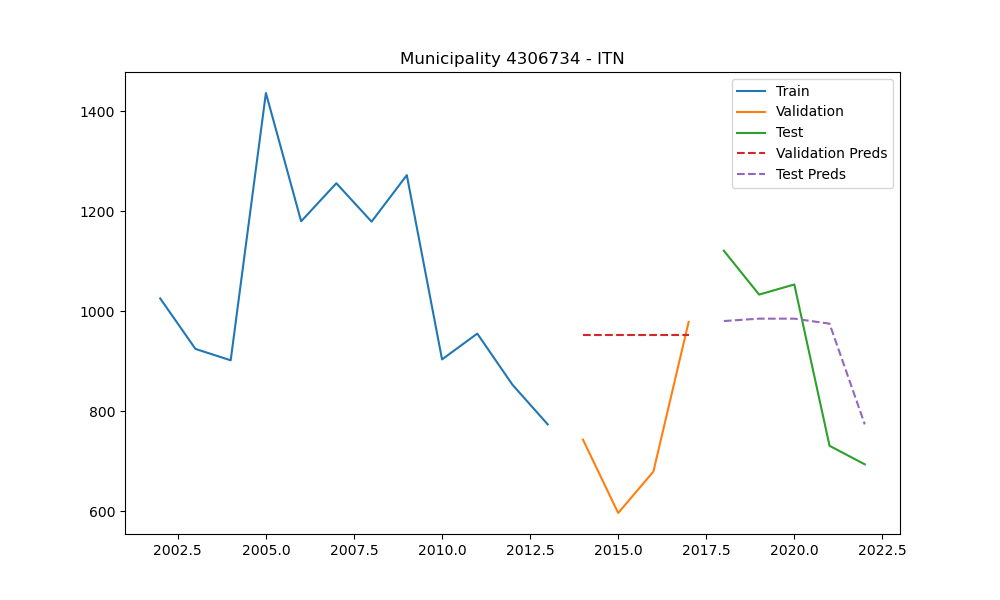 Municipality 4306734 - ITN
Train
Validation
Test
Validation Preds
Test Preds
1400
1200
1000
800
600
2002.5 2005.0 2007.5 2010.0 2012.5 2015.0 2017.5 2020.0 2022.5